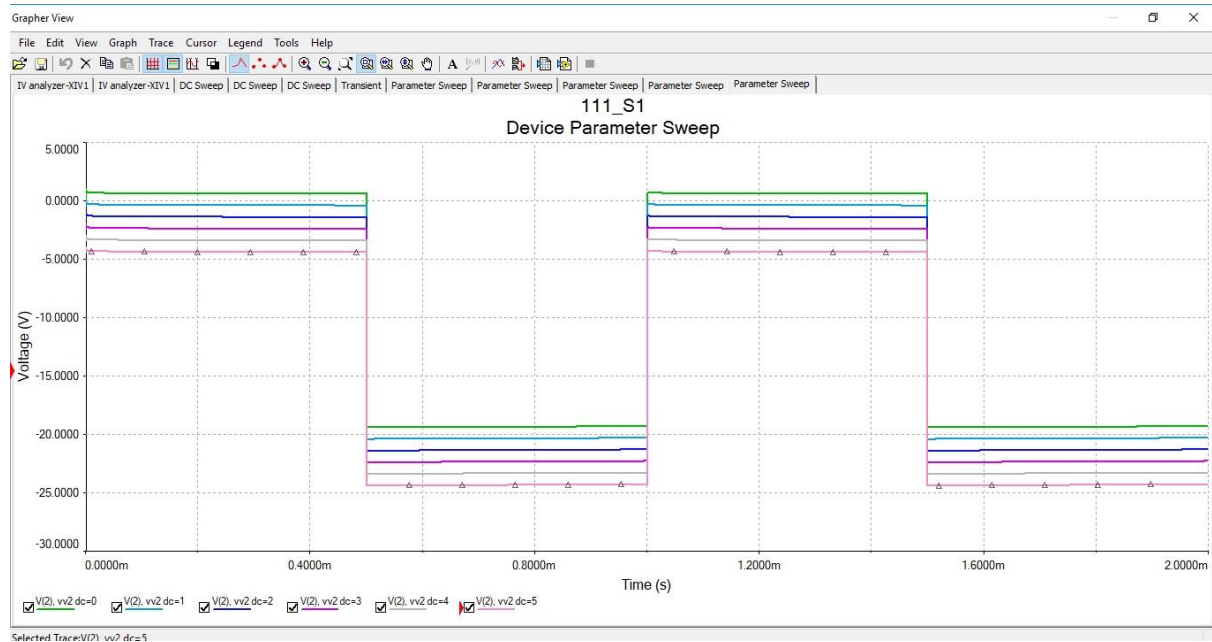 Grapher View
File Edit View Graph Trace Cursor Legend Tools Help
IV analyzer-XIV1 IV analyzer-XIV1 DC Sweep DC Sweep DC Sweep Transient Parameter Sweep Parameter Sweep Parameter Sweep Parameter Sweep Parameter Sweep
111_S1
Device Parameter Sweep
5.0000
0.0000
-5.0000
-10.0000
Voltage (V)
-15.0000
-20.0000
-25.0000
-30.0000
0.0000m 0.4000m 0.8000m 1.2000m 1.6000m 2.0000m
Time (s)
V(2), vv2 dc=0 V(2), vv2 dc=1 V(2), vv2 dc=2 V(2), vv2 dc=3 V(2), vv2 dc=4 V(2), vv2 dc=5
Selected Trace:V(2), vv2 dc=5